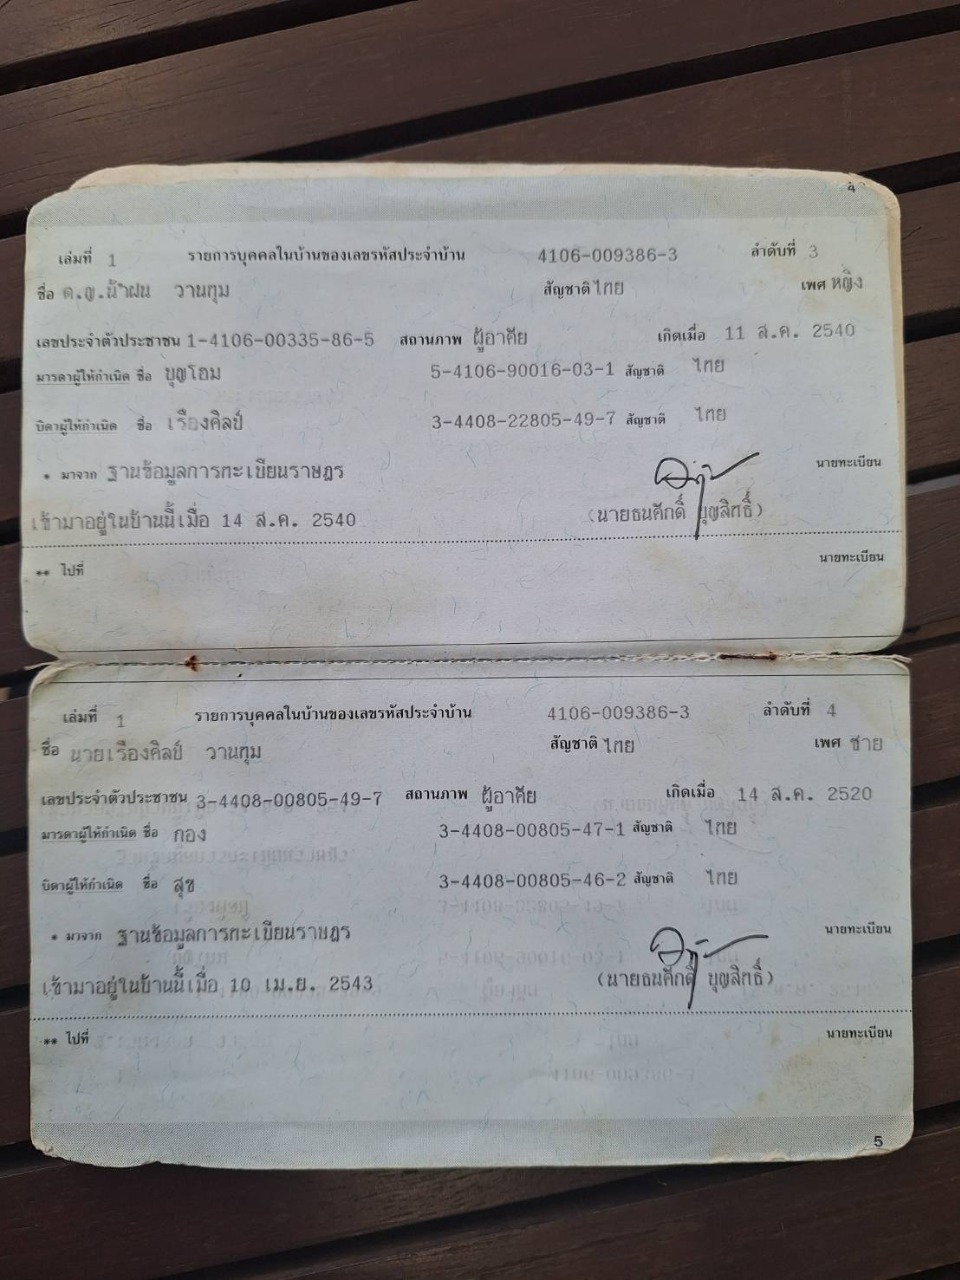 4
เล่มที่ 1 รายการบุคคลในบ้านของเลขรหัสประจำบ้าน 4106-009386-3 ลำดับที่ 3
ชื่อ ด.ญ.น้ำฝน วานกุม สัญชาติ ไทย เพศ หญิง
เลขประจำตัวประชาชน 1-4106-00335-86-5 สถานภาพ ผู้อาศัย เกิดเมื่อ 11 ส.ค. 2540
มารดาผู้ให้กำเนิด ชื่อ บุญโฮม 5-4106-90016-03-1 สัญชาติ ไทย
บิดาผู้ให้กำเนิด ชื่อ เรืองศิลป์ 3-4408-22805-49-7 สัญชาติ ไทย
* มาจาก ฐานข้อมูลการทะเบียนราษฎร นายทะเบียน
เข้ามาอยู่ในบ้านนี้เมื่อ 14 ส.ค. 2540 (นายธนศักดิ์ บุญสิทธิ์)
** ไปที่ นายทะเบียน
เล่มที่ 1 รายการบุคคลในบ้านของเลขรหัสประจำบ้าน 4106-009386-3 ลำดับที่ 4
ชื่อ นายเรืองศิลป์ วานกุม สัญชาติ ไทย เพศ ชาย
เลขประจำตัวประชาชน 3-4408-00805-49-7 สถานภาพ ผู้อาศัย เกิดเมื่อ 14 ส.ค. 2520
มารดาผู้ให้กำเนิด ชื่อ กอง 3-4408-00805-47-1 สัญชาติ ไทย
บิดาผู้ให้กำเนิด ชื่อ สุข 3-4408-00805-46-2 สัญชาติ ไทย
* มาจาก ฐานข้อมูลการทะเบียนราษฎร นายทะเบียน
เข้ามาอยู่ในบ้านนี้เมื่อ 10 เม.ย. 2543 (นายธนศักดิ์ บุญสิทธิ์)
** ไปที่ นายทะเบียน
5